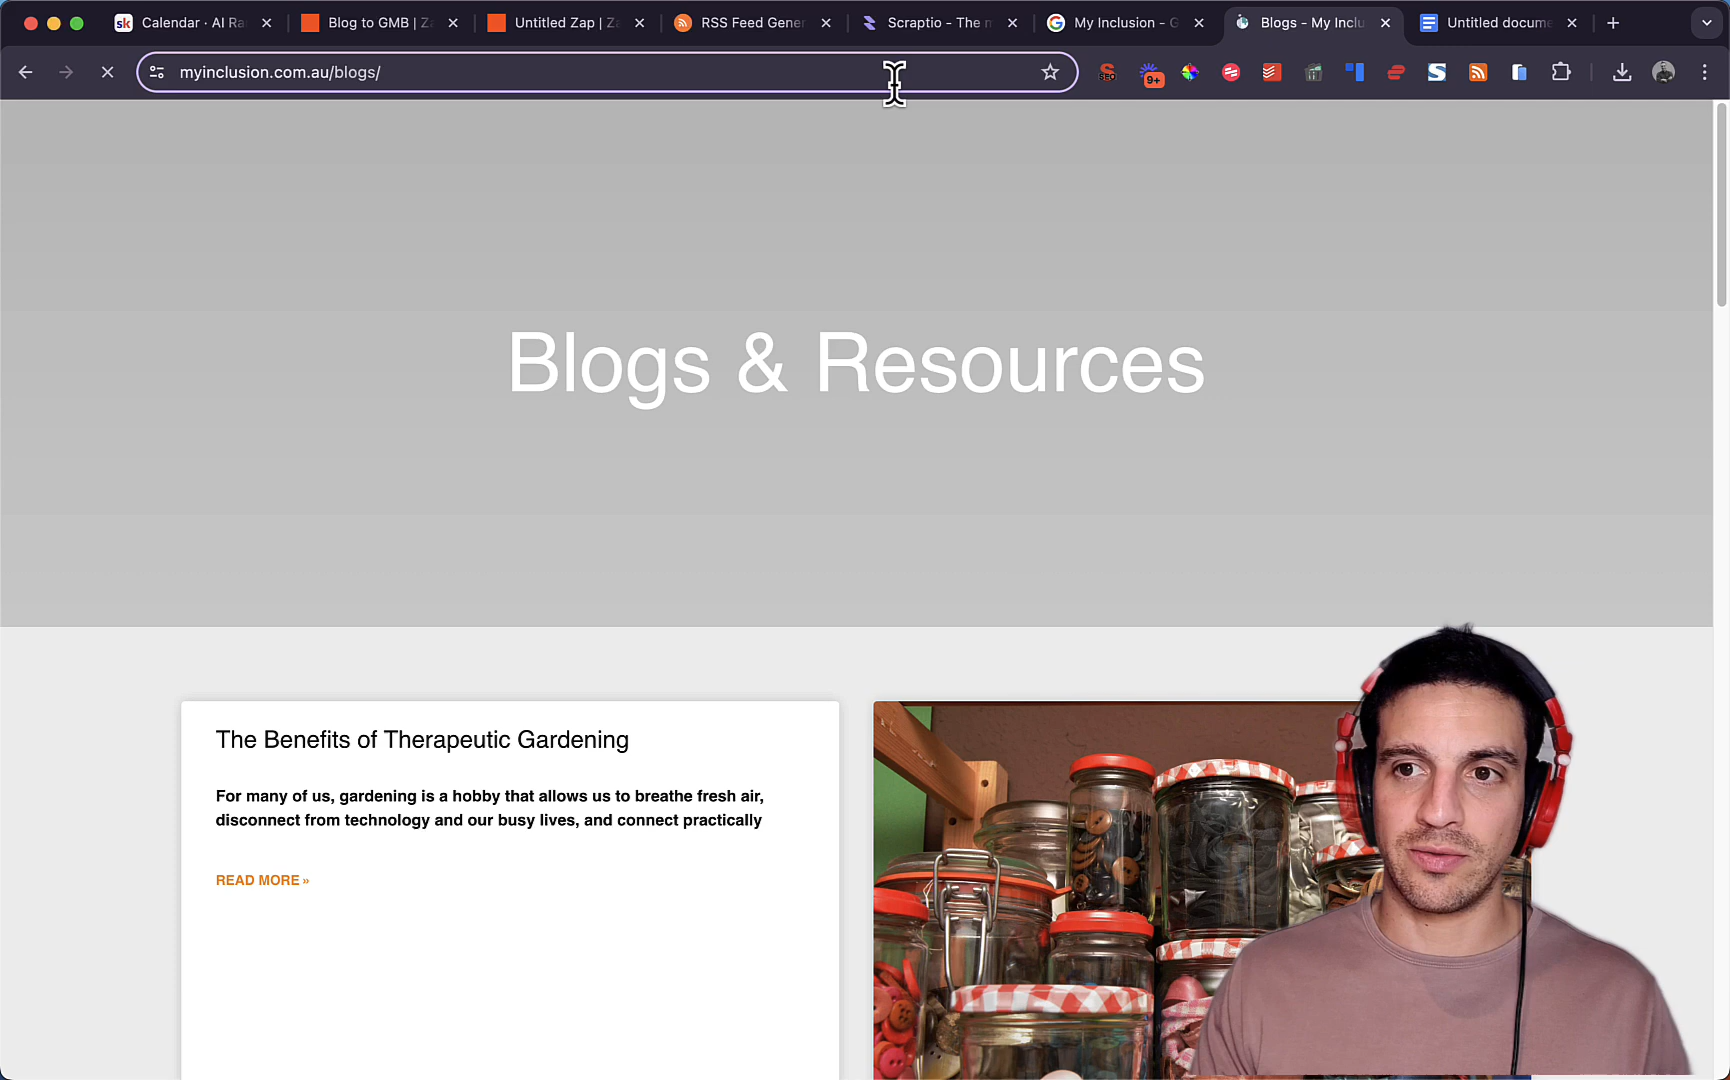 sk Calendar · AI Ra
Blog to GMB | Za
Untitled Zap | Za
RSS Feed Gener
Scraptio - The n
My Inclusion - G
Blogs - My Inclu
Untitled docume
myinclusion.com.au/blogs/
SEO
9+
Blogs & Resources
The Benefits of Therapeutic Gardening
For many of us, gardening is a hobby that allows us to breathe fresh air,
disconnect from technology and our busy lives, and connect practically
READ MORE »